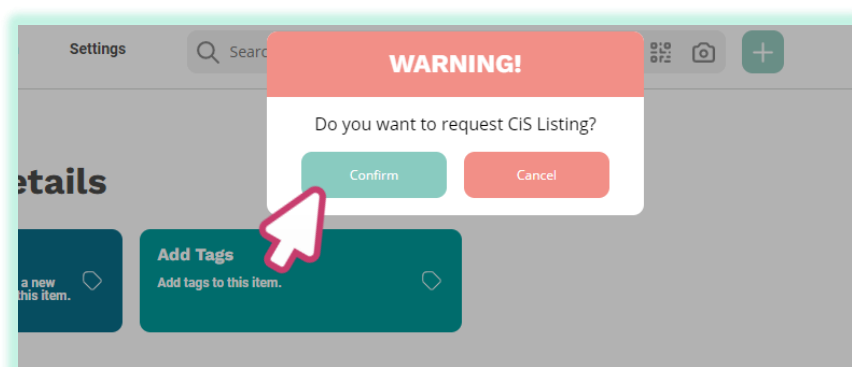 Settings
Searc
WARNING!
Do you want to request CiS Listing?
Confirm
Cancel
etails
a new
this item.
Add Tags
Add tags to this item.